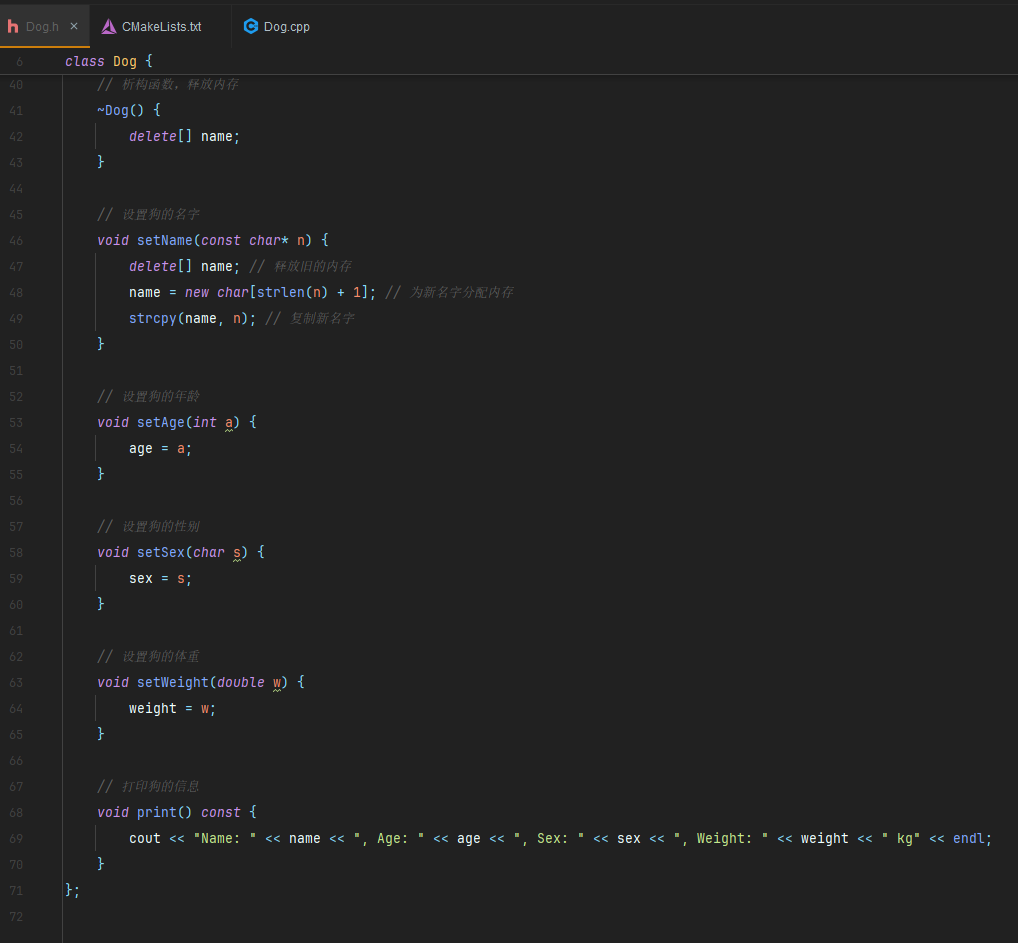 h Dog.h × CMakeLists.txt C Dog.cpp
6 class Dog {
40 // 析构函数，释放内存
41 ~Dog() {
42 delete[] name;
43 }
44
45 // 设置狗的名字
46 void setName(const char* n) {
47 delete[] name; // 释放旧的内存
48 name = new char[strlen(n) + 1]; // 为新名字分配内存
49 strcpy(name, n); // 复制新名字
50 }
51
52 // 设置狗的年龄
53 void setAge(int a) {
54 age = a;
55 }
56
57 // 设置狗的性别
58 void setSex(char s) {
59 sex = s;
60 }
61
62 // 设置狗的体重
63 void setWeight(double w) {
64 weight = w;
65 }
66
67 // 打印狗的信息
68 void print() const {
69 cout << "Name: " << name << ", Age: " << age << ", Sex: " << sex << ", Weight: " << weight << " kg" << endl;
70 }
71 };
72